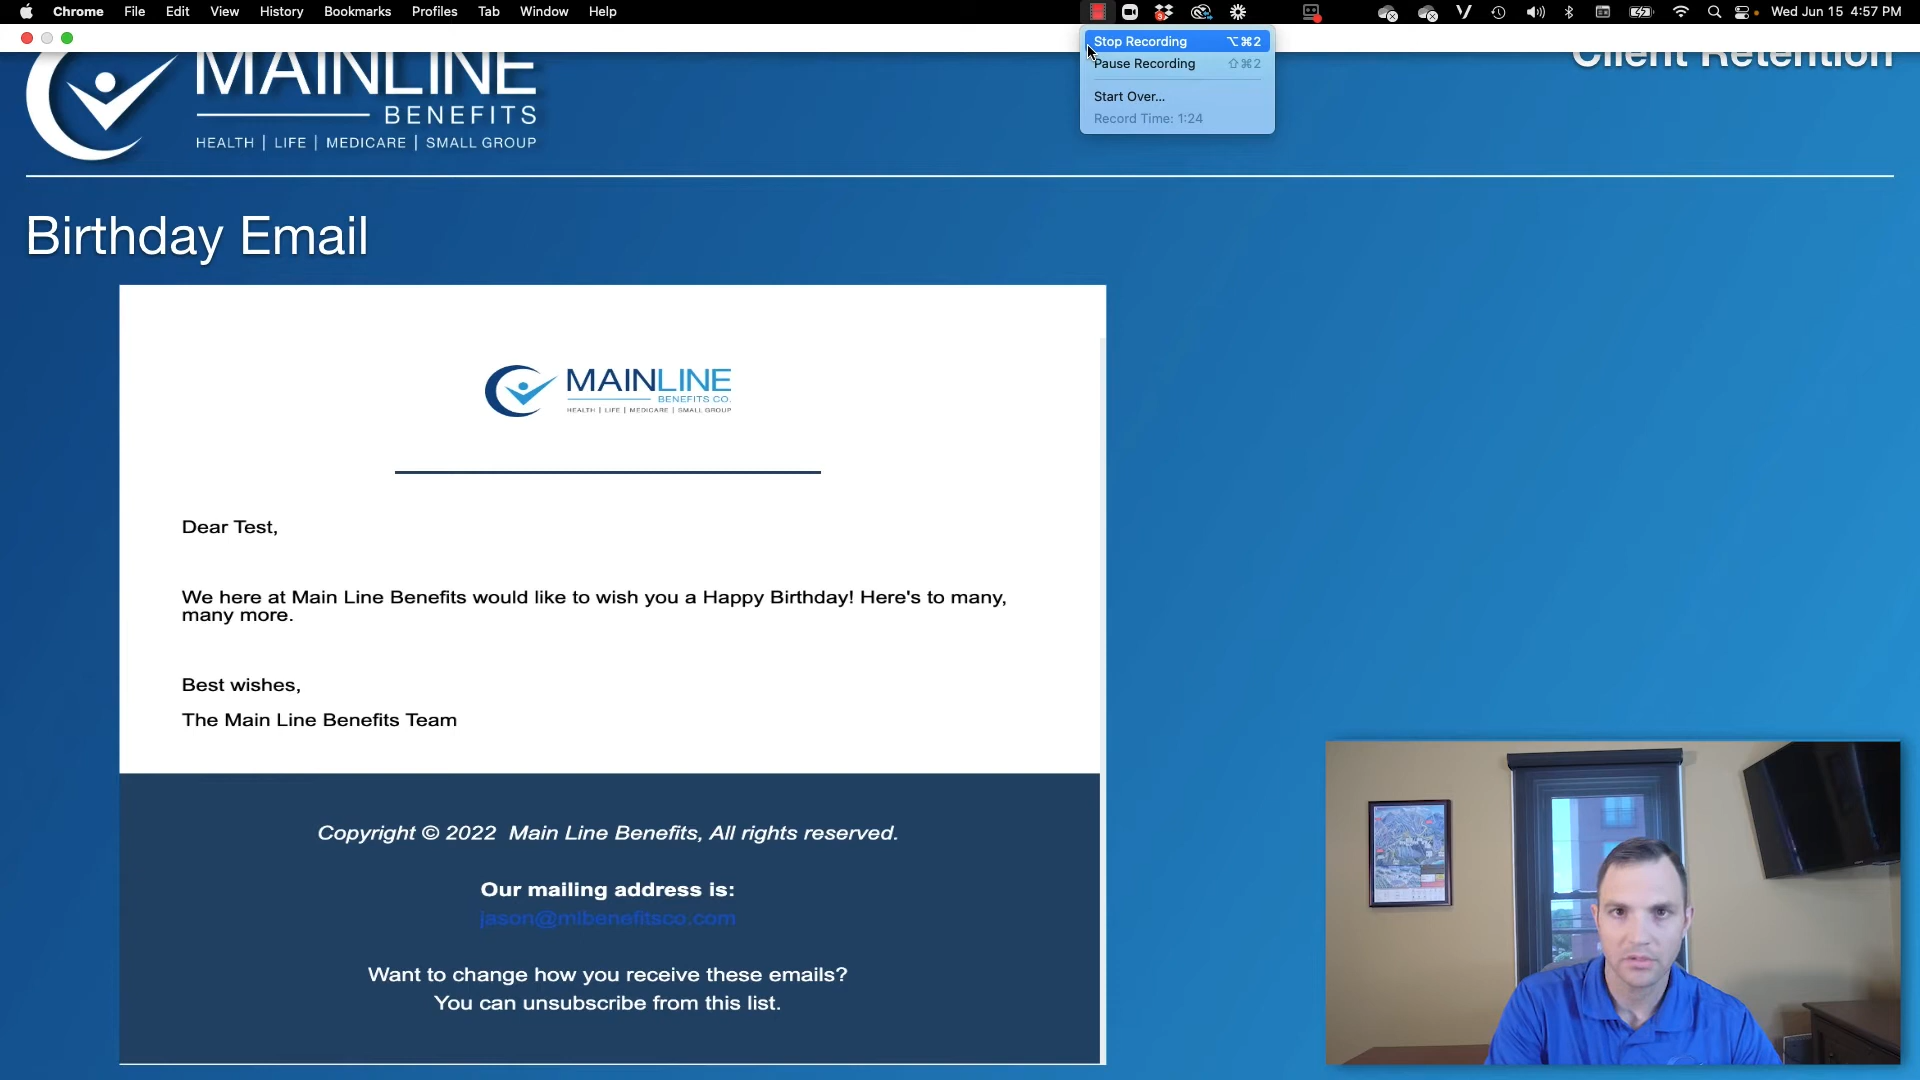 Chrome File Edit View History Bookmarks Profiles Tab Window Help
3
Wed Jun 15 4:57 PM
Stop Recording ⌥⌘2
Pause Recording ⇧⌘2
Start Over...
Record Time: 1:24
Client Retention
MAINLINE
BENEFITS
HEALTH | LIFE | MEDICARE | SMALL GROUP
Birthday Email
MAINLINE
BENEFITS CO.
HEALTH | LIFE | MEDICARE | SMALL GROUP
Dear Test,
We here at Main Line Benefits would like to wish you a Happy Birthday! Here's to many,
many more.
Best wishes,
The Main Line Benefits Team
Copyright © 2022 Main Line Benefits, All rights reserved.
Our mailing address is:
jason@mlbenefitsco.com
Want to change how you receive these emails?
You can unsubscribe from this list.